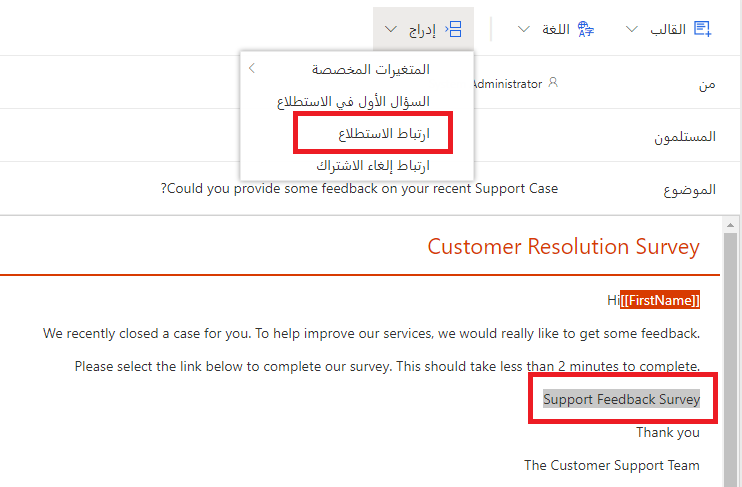 القالب
اللغة
إدراج
المتغيرات المخصصة
السؤال الأول في الاستطلاع
ارتباط الاستطلاع
ارتباط إلغاء الاشتراك
من
Administrator
المستلمون
الموضوع
Could you provide some feedback on your recent Support Case?
Customer Resolution Survey
Hi[[FirstName]]
We recently closed a case for you. To help improve our services, we would really like to get some feedback.
Please select the link below to complete our survey. This should take less than 2 minutes to complete.
Support Feedback Survey
Thank you
The Customer Support Team